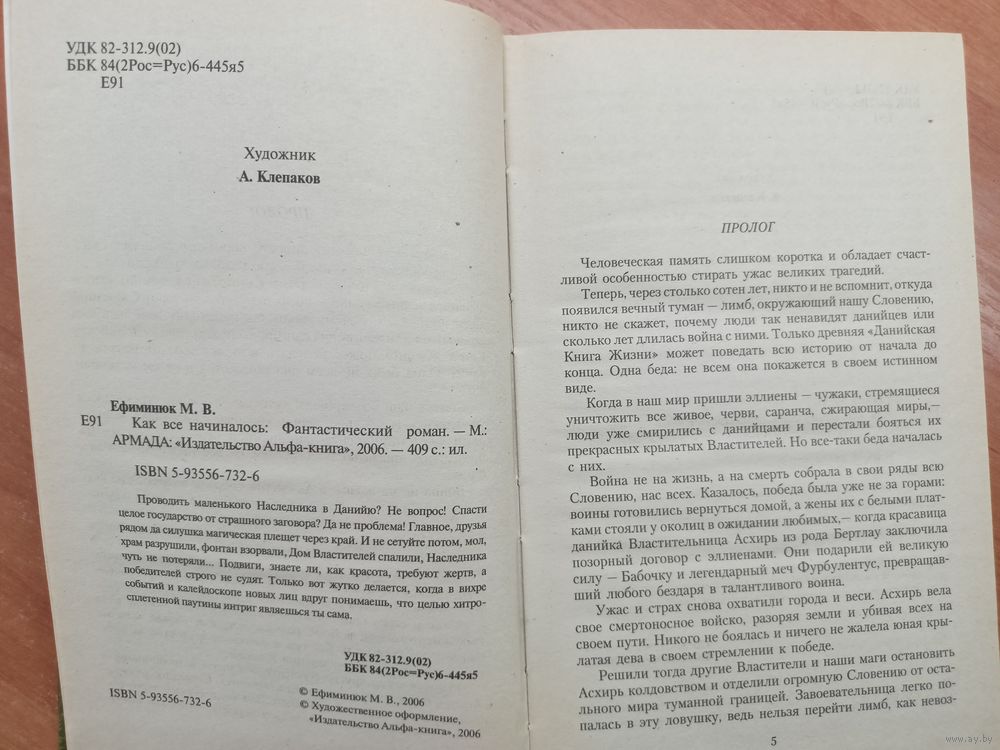 УДК 82-312.9(02)
ББК 84(2Рос=Рус)6-445я5
Е91
Художник
А. Клепаков
Ефиминюк М. В.
Е91
Как все начиналось: Фантастический роман. — М.:
АРМАДА: «Издательство Альфа-книга», 2006. — 409 с.: ил.
ISBN 5-93556-732-6
Проводить маленького Наследника в Данийю? Не вопрос! Спасти
целое государство от страшного заговора? Да не проблема! Главное, друзья
рядом да силушка магическая плещет через край. И не сетуйте потом, мол,
храм разрушили, фонтан взорвали, Дом Властителей спалили, Наследника
чуть не потеряли... Подвиги, знаете ли, как красота, требуют жертв, а
победителей строго не судят. Только вот жутко делается, когда в вихре
событий и калейдоскопе новых лиц вдруг понимаешь, что целью хитро-
сплетенной паутины интриг являешься ты сама.
УДК 82-312.9(02)
ББК 84(2Рос=Рус)6-445я5
© Ефиминюк М. В., 2006
© Художественное оформление,
«Издательство Альфа-книга», 2006
ISBN 5-93556-732-6
ПРОЛОГ
Человеческая память слишком коротка и обладает счаст-
ливой особенностью стирать ужас великих трагедий.
Теперь, через столько сотен лет, никто и не вспомнит, откуда
появился вечный туман — лимб, окружающий нашу Словению,
никто не скажет, почему люди так ненавидят данийцев или
сколько лет длилась война с ними. Только древняя «Данийская
Книга Жизни» может поведать всю историю от начала до
конца. Одна беда: не всем она покажется в своем истинном
виде.
Когда в наш мир пришли эллиены — чужаки, стремящиеся
уничтожить все живое, черви, саранча, сжирающая миры,—
люди уже смирились с данийцами и перестали бояться их
прекрасных крылатых Властителей. Но все-таки беда началась
с них.
Война не на жизнь, а на смерть собрала в свои ряды всю
Словению, нас всех. Казалось, победа была уже не за горами:
воины готовились вернуться домой, а жены их с белыми плат-
ками стояли у околиц в ожидании любимых,— когда красавица
данийка Властительница Асхирь из рода Бертлау заключила
позорный договор с эллиенами. Они подарили ей великую
силу — Бабочку и легендарный меч Фурбулентус, превращав-
ший любого бездаря в талантливого воина.
Ужас и страх снова охватили города и веси. Асхирь вела
свое смертоносное войско, разоряя земли и убивая всех на
своем пути. Никого не боялась и ничего не жалела юная кры-
латая дева в своем стремлении к победе.
Решили тогда другие Властители и наши маги остановить
Асхирь колдовством и отделили огромную Словению от оста-
льного мира туманной границей. Завоевательница легко по-
палась в эту ловушку, ведь нельзя перейти лимб, как невоз-
5
www.ay.by